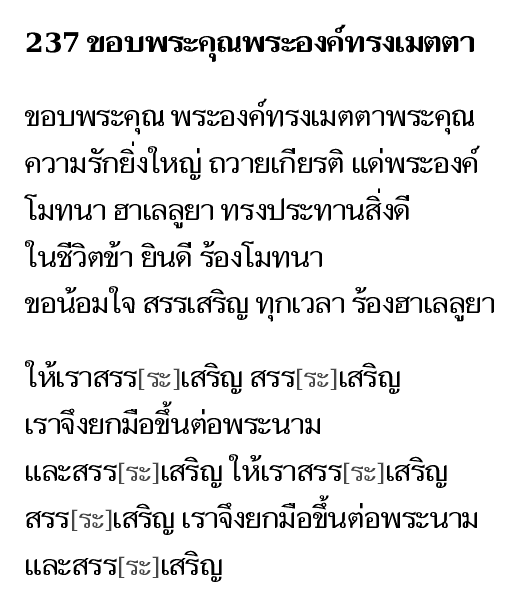 237 ขอบพระคุณพระองค์ทรงเมตตา
ขอบพระคุณ พระองค์ทรงเมตตาพระคุณ
ความรักยิ่งใหญ่ ถวายเกียรติ แด่พระองค์
โมทนา ฮาเลลูยา ทรงประทานสิ่งดี
ในชีวิตข้า ยินดี ร้องโมทนา
ขอน้อมใจ สรรเสริญ ทุกเวลา ร้องฮาเลลูยา
ให้เราสรร[ระ]เสริญ สรร[ระ]เสริญ
เราจึงยกมือขึ้นต่อพระนาม
และสรร[ระ]เสริญ ให้เราสรร[ระ]เสริญ
สรร[ระ]เสริญ เราจึงยกมือขึ้นต่อพระนาม
และสรร[ระ]เสริญ